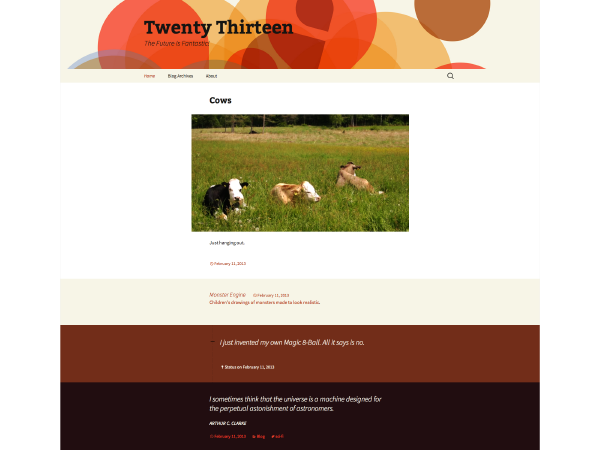 Twenty Thirteen
The Future is Fantastic
Home Blog Archives About
Cows
Just hanging out.
February 11, 2013
Monster Engine February 11, 2013
Children's drawings of monsters made to look realistic.
I just invented my own Magic 8-Ball. All it says is no.
Status on February 11, 2013
I sometimes think that the universe is a machine designed for
the perpetual astonishment of astronomers.
ARTHUR C. CLARKE
February 11, 2013 Blog sci-fi